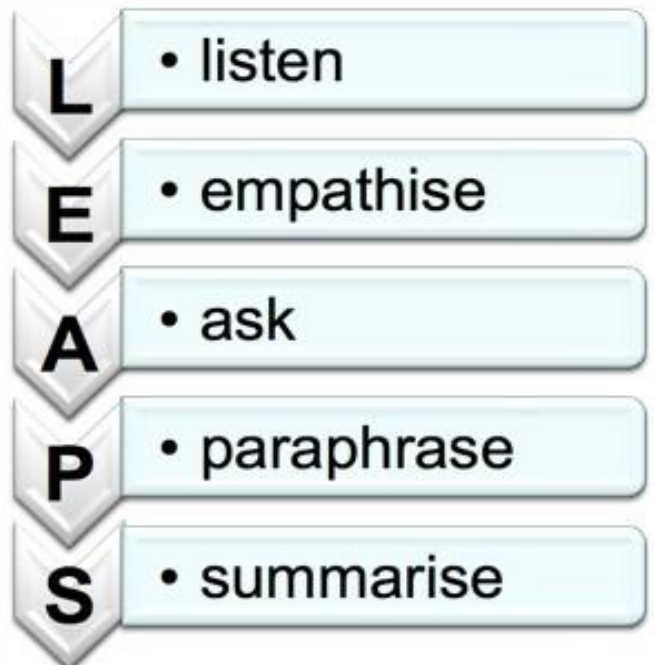 L • listen
E • empathise
A • ask
P • paraphrase
S • summarise